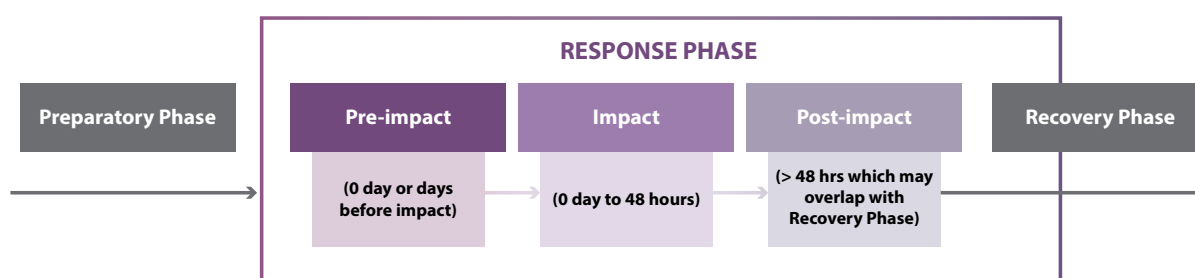 RESPONSE PHASE
Preparatory Phase
Pre-impact
Impact
Post-impact
Recovery Phase
(0 day or days
before impact)
(0 day to 48 hours)
(> 48 hrs which may
overlap with
Recovery Phase)